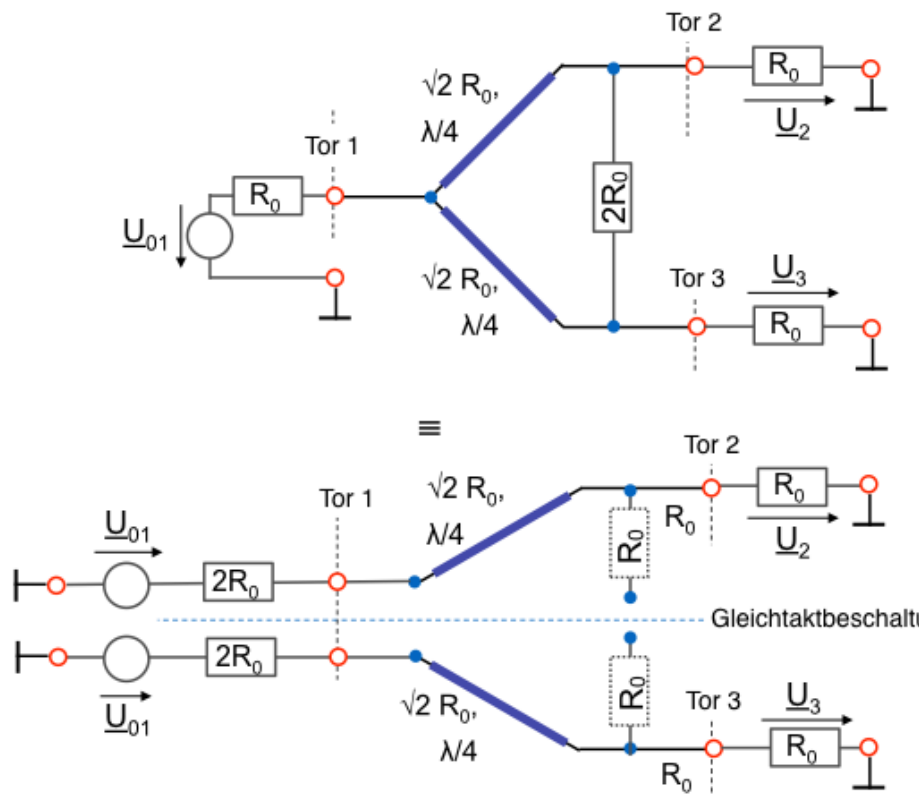 Tor 2
√2 R₀,
λ/4
R₀
U₂
Tor 1
R₀
2R₀
U₀₁
√2 R₀,
λ/4
Tor 3
U₃
R₀
≡
Tor 2
Tor 1
√2 R₀,
λ/4
R₀
R₀
R₀
U₂
U₀₁
2R₀
Gleichtaktbeschaltu
2R₀
U₀₁
√2 R₀,
λ/4
R₀
Tor 3
U₃
R₀
R₀